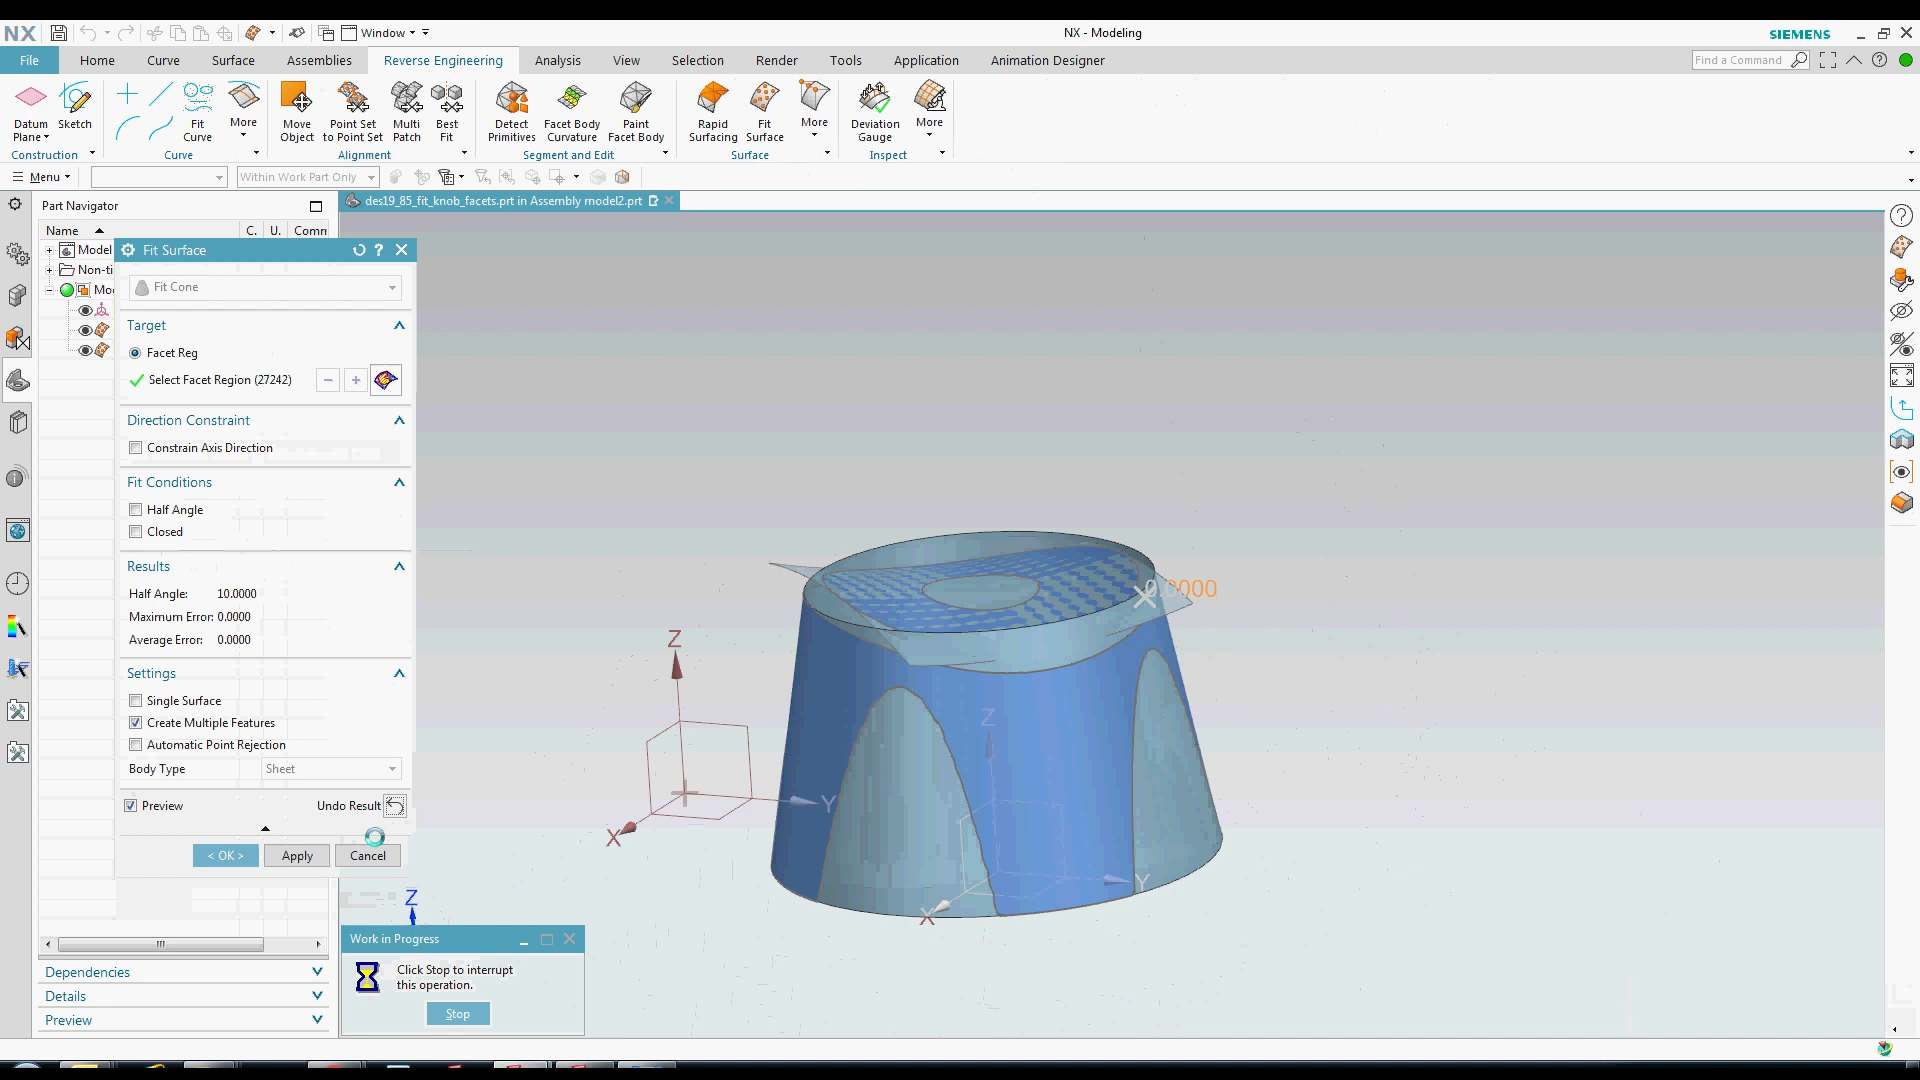 NX
Window
NX - Modeling
SIEMENS
File
Home
Curve
Surface
Assemblies
Reverse Engineering
Analysis
View
Selection
Render
Tools
Application
Animation Designer
Find a Command
Datum Plane
Sketch
Fit Curve
More
Move Object
Point Set to Point Set
Multi Patch
Best Fit
Detect Primitives
Facet Body Curvature
Paint Facet Body
Rapid Surfacing
Fit Surface
More
Deviation Gauge
More
Construction
Curve
Alignment
Segment and Edit
Surface
Inspect
Menu
Within Work Part Only
Part Navigator
des19_85_fit_knob_facets.prt in Assembly model2.prt
Name
C.
U.
Comn
Model
Non-ti
Mo
Fit Surface
Fit Cone
Target
Facet Reg
Select Facet Region (27242)
Direction Constraint
Constrain Axis Direction
Fit Conditions
Half Angle
Closed
Results
Half Angle: 10.0000
Maximum Error: 0.0000
Average Error: 0.0000
Settings
Single Surface
Create Multiple Features
Automatic Point Rejection
Body Type
Sheet
Preview
Undo Result
< OK >
Apply
Cancel
0.0000
Z
Y
X
Z
Y
X
Z
Work in Progress
Click Stop to interrupt
this operation.
Stop
Dependencies
Details
Preview